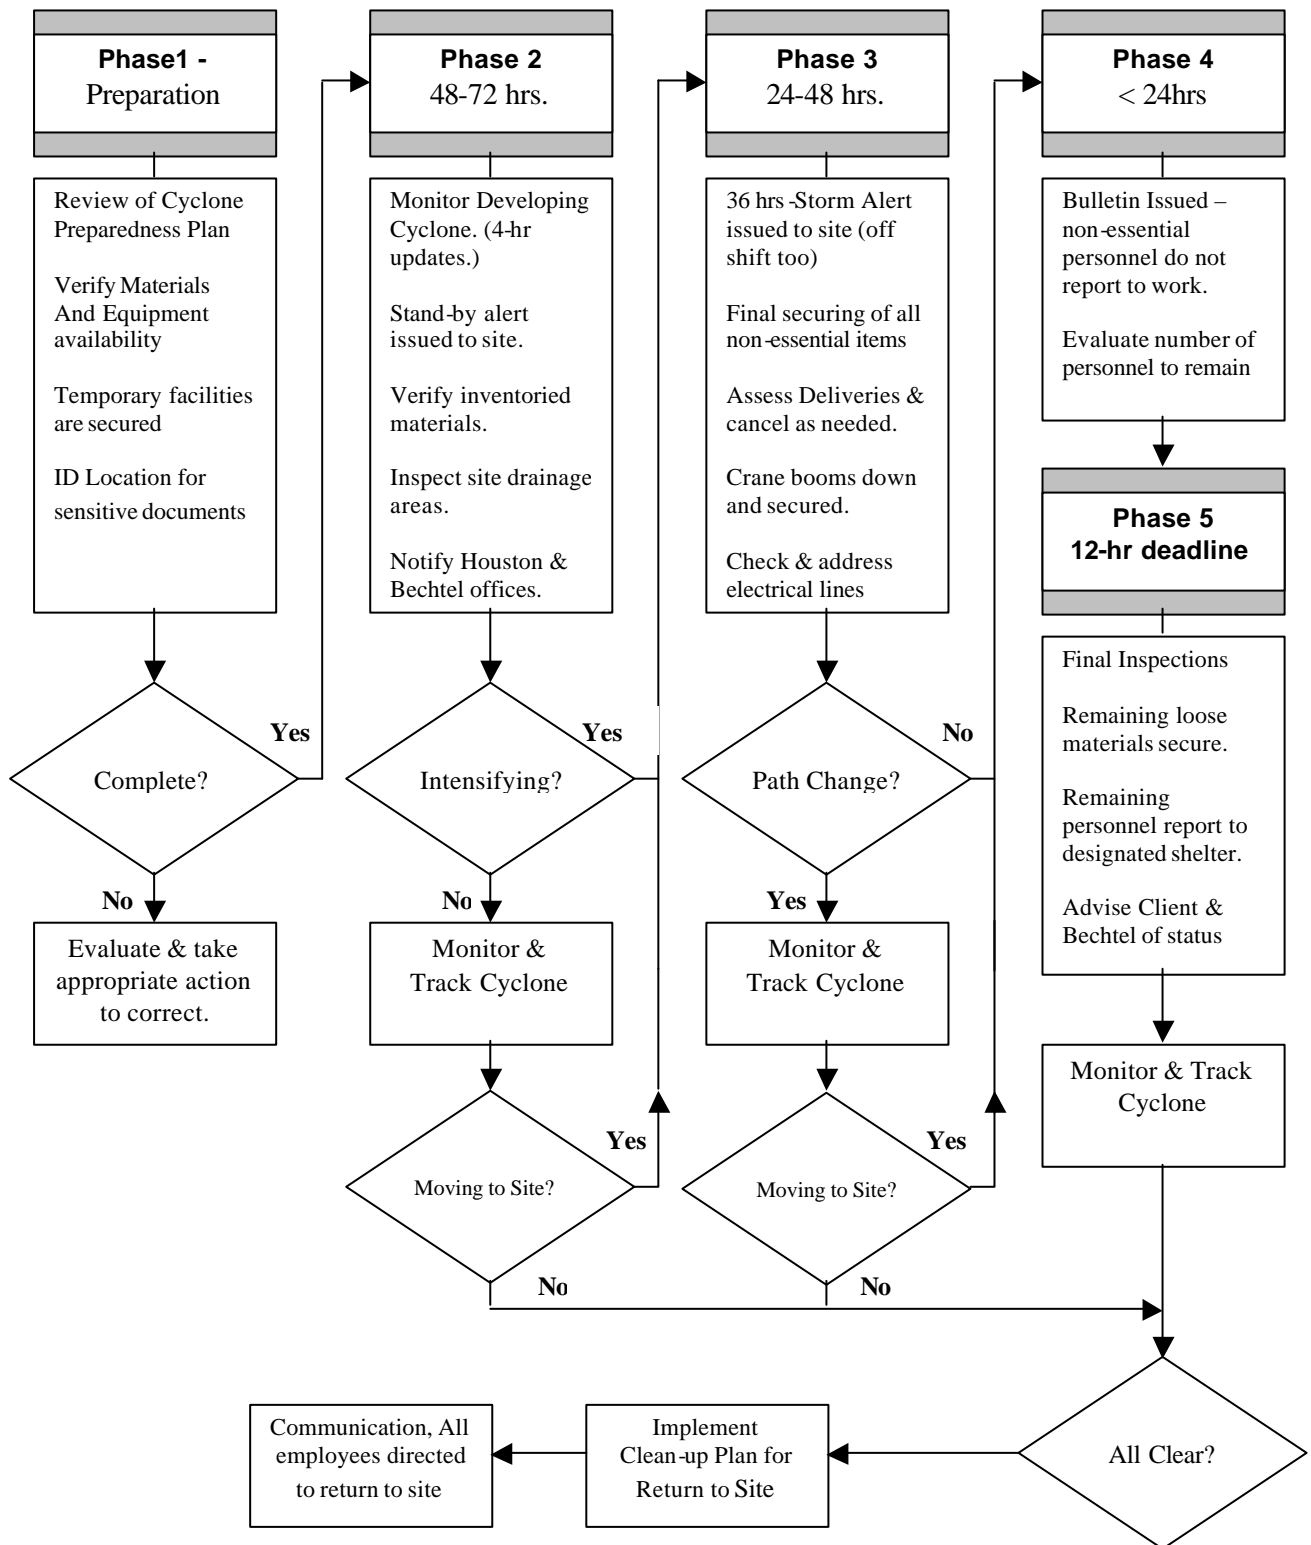 Phase1 -
Preparation
Review of Cyclone
Preparedness Plan
Verify Materials
And Equipment
availability
Temporary facilities
are secured
ID Location for
sensitive documents
Complete?
Yes
No
Evaluate & take
appropriate action
to correct.
Phase 2
48-72 hrs.
Monitor Developing
Cyclone. (4-hr
updates.)
Stand-by alert
issued to site.
Verify inventoried
materials.
Inspect site drainage
areas.
Notify Houston &
Bechtel offices.
Intensifying?
Yes
No
Monitor &
Track Cyclone
Moving to Site?
Yes
No
Phase 3
24-48 hrs.
36 hrs -Storm Alert
issued to site (off
shift too)
Final securing of all
non-essential items
Assess Deliveries &
cancel as needed.
Crane booms down
and secured.
Check & address
electrical lines
Path Change?
No
Yes
Monitor &
Track Cyclone
Moving to Site?
Yes
No
Phase 4
< 24hrs
Bulletin Issued –
non-essential
personnel do not
report to work.
Evaluate number of
personnel to remain
Phase 5
12-hr deadline
Final Inspections
Remaining loose
materials secure.
Remaining
personnel report to
designated shelter.
Advise Client &
Bechtel of status
Monitor & Track
Cyclone
All Clear?
Implement
Clean-up Plan for
Return to Site
Communication, All
employees directed
to return to site